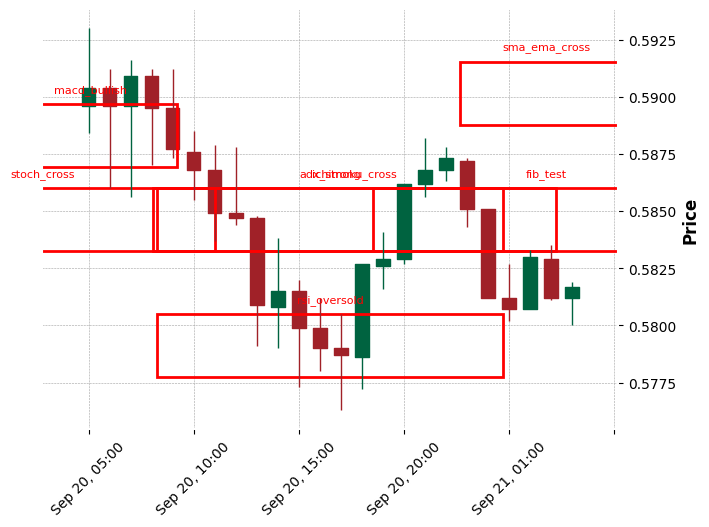 sma_ema_cross
0.5925
macd_bullish
0.5900
0.5875
stoch_cross
ichimoku_cross
fib_test
0.5850
Price
0.5825
rsi_oversold
0.5800
0.5775
Sep 20, 05:00
Sep 20, 10:00
Sep 20, 15:00
Sep 20, 20:00
Sep 21, 01:00